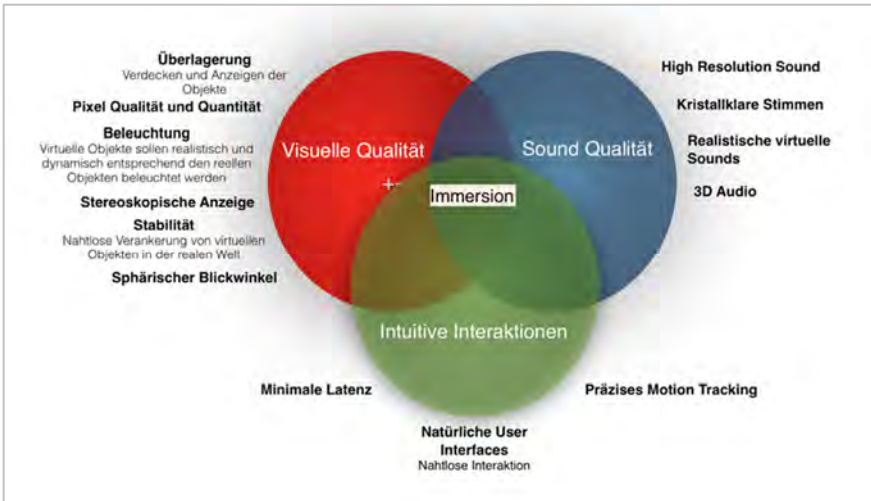 Überlagerung
Verdecken und Anzeigen der
Objekte
Pixel Qualität und Quantität
Beleuchtung
Virtuelle Objekte sollen realistisch und
dynamisch entsprechend den reellen
Objekten beleuchtet werden
Stereoskopische Anzeige
Stabilität
Nahtlose Verankerung von virtuellen
Objekten in der realen Welt
Sphärischer Blickwinkel
Visuelle Qualität
Sound Qualität
Immersion
Intuitive Interaktionen
High Resolution Sound
Kristallklare Stimmen
Realistische virtuelle
Sounds
3D Audio
Minimale Latenz
Präzises Motion Tracking
Natürliche User
Interfaces
Nahtlose Interaktion